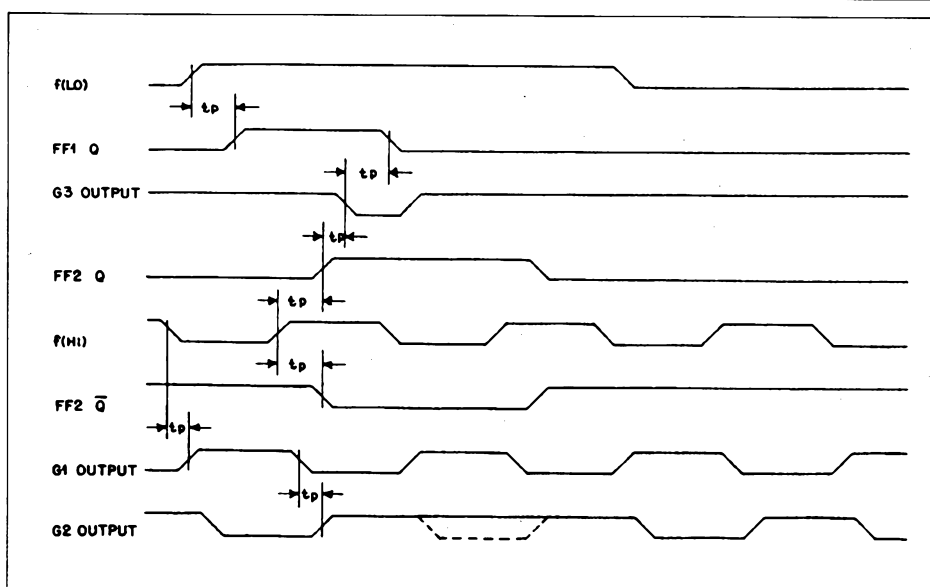 f(LO)
tp
FF1 Q
tp
G3 OUTPUT
tp
FF2 Q
tp
f(HI)
tp
FF2 Q̅
tp
G1 OUTPUT
tp
G2 OUTPUT